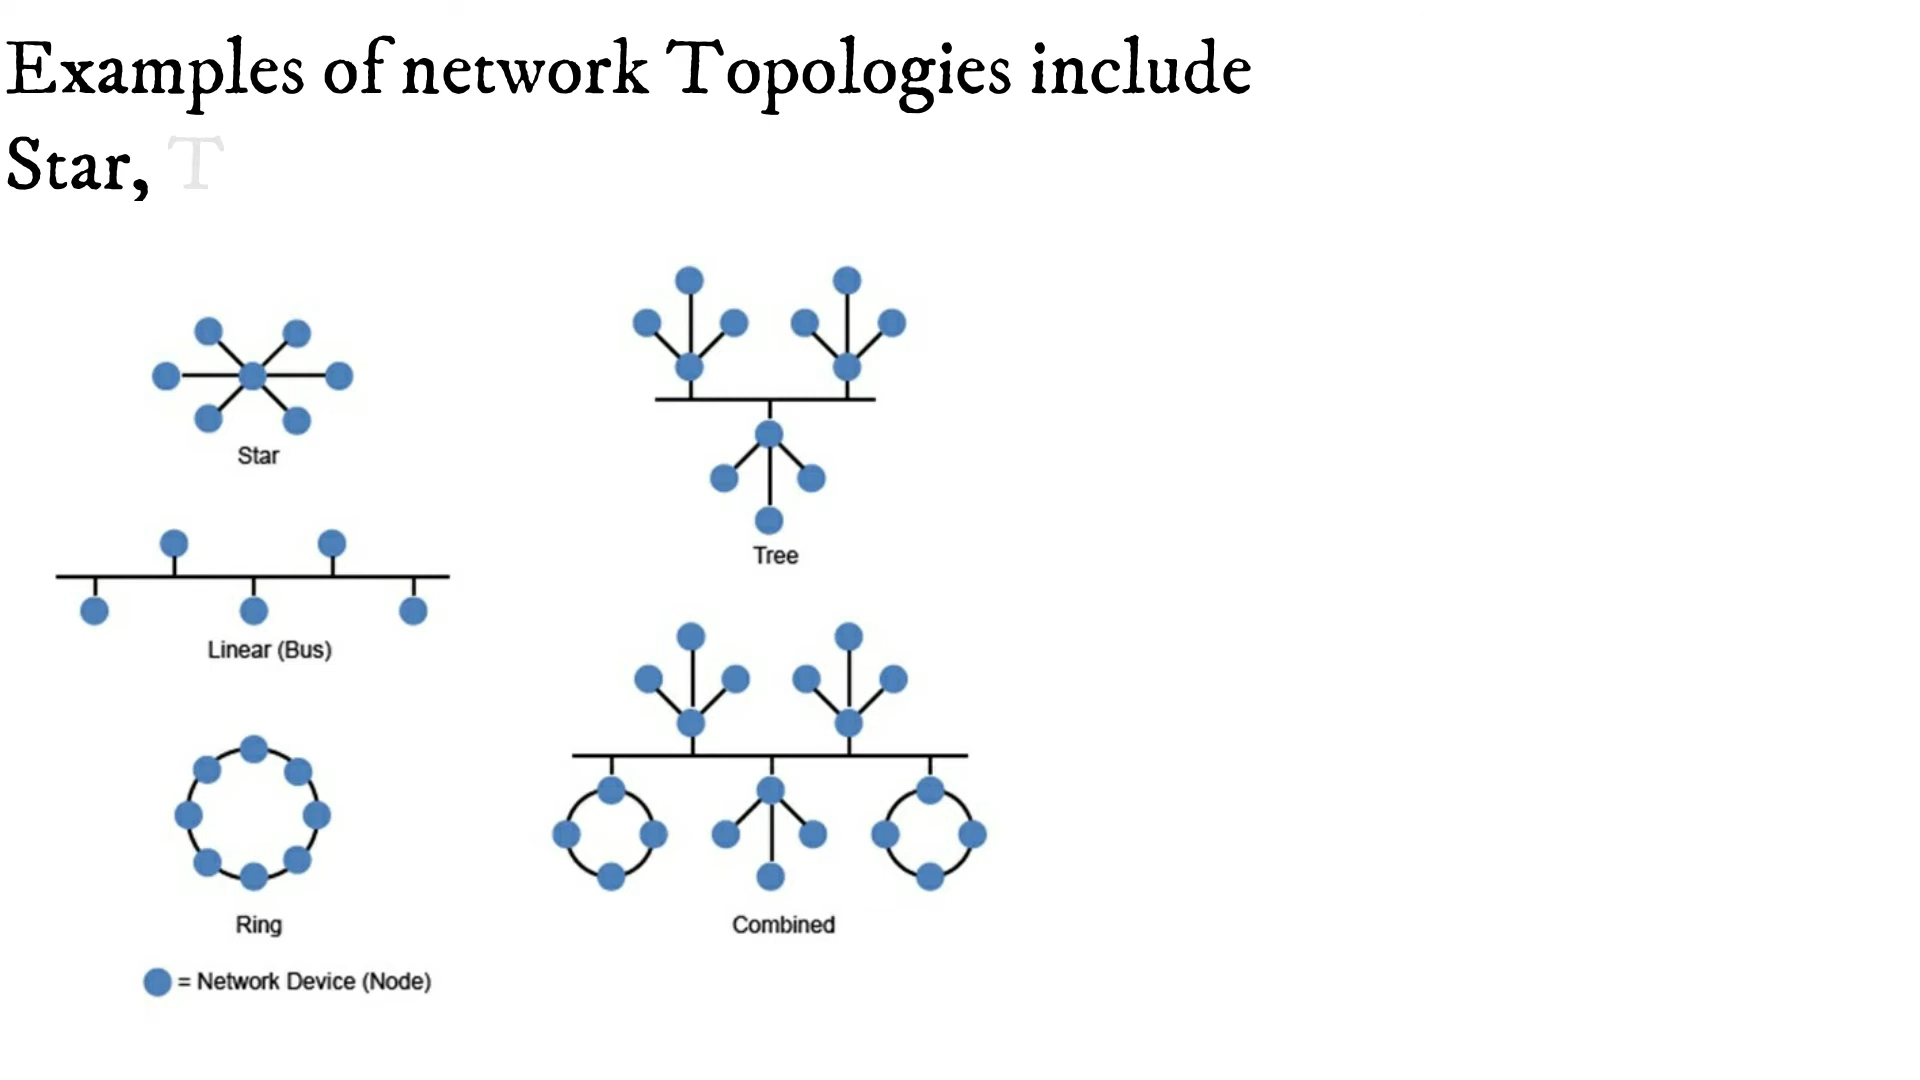 Examples of network Topologies include
Star, T
Star
Tree
Linear (Bus)
Ring
Combined
= Network Device (Node)